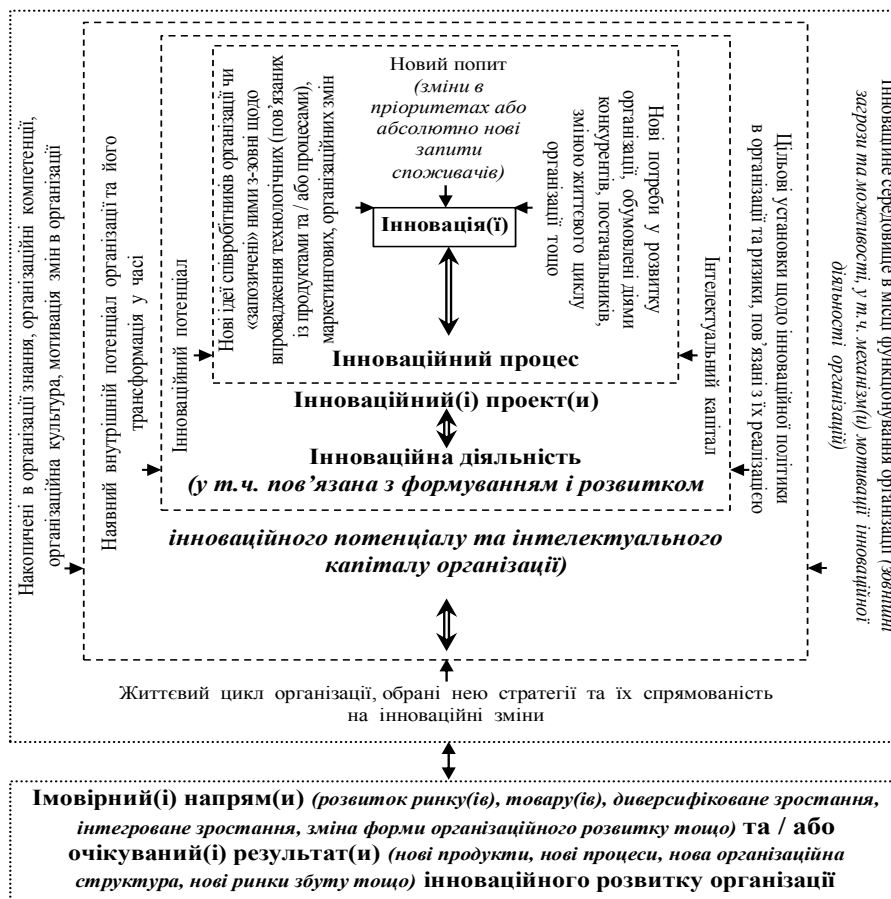 Накопичені в організації знання, організаційні компетенції,
організаційна культура, мотивація змін в організації
Наявний внутрішній потенціал організації та його
трансформація у часі
Інноваційний потенціал
Нові ідеї співробітників організації чи
«запозичені» ними з-зовні щодо
впровадження технологічних (пов’язаних
із продуктами та / або процесами),
маркетингових, організаційних змін
Новий попит
(зміни в
пріоритетах або
абсолютно нові
запити
споживачів)
Нові потреби у розвитку
організації, обумовлені діями
конкурентів, постачальників,
зміною життєвого циклу
організації тощо
Інтелектуальний капітал
Цільові установки щодо інноваційної політики
в організації та ризики, пов’язані з їх реалізацією
Інноваційне середовище в місці функціонування організації (зовнішні
загрози та можливості, у т.ч. механізм(и) мотивації інноваційної
діяльності організацій)
Інновація(ї)
Інноваційний процес
Інноваційний(і) проект(и)
Інноваційна діяльність
(у т.ч. пов’язана з формуванням і розвитком
інноваційного потенціалу та інтелектуального
капіталу організації)
Життєвий цикл організації, обрані нею стратегії та їх спрямованість
на інноваційні зміни
Імовірний(і) напрям(и) (розвиток ринку(ів), товару(ів), диверсифіковане зростання,
інтегроване зростання, зміна форми організаційного розвитку тощо) та / або
очікуваний(і) результат(и) (нові продукти, нові процеси, нова організаційна
структура, нові ринки збуту тощо) інноваційного розвитку організації